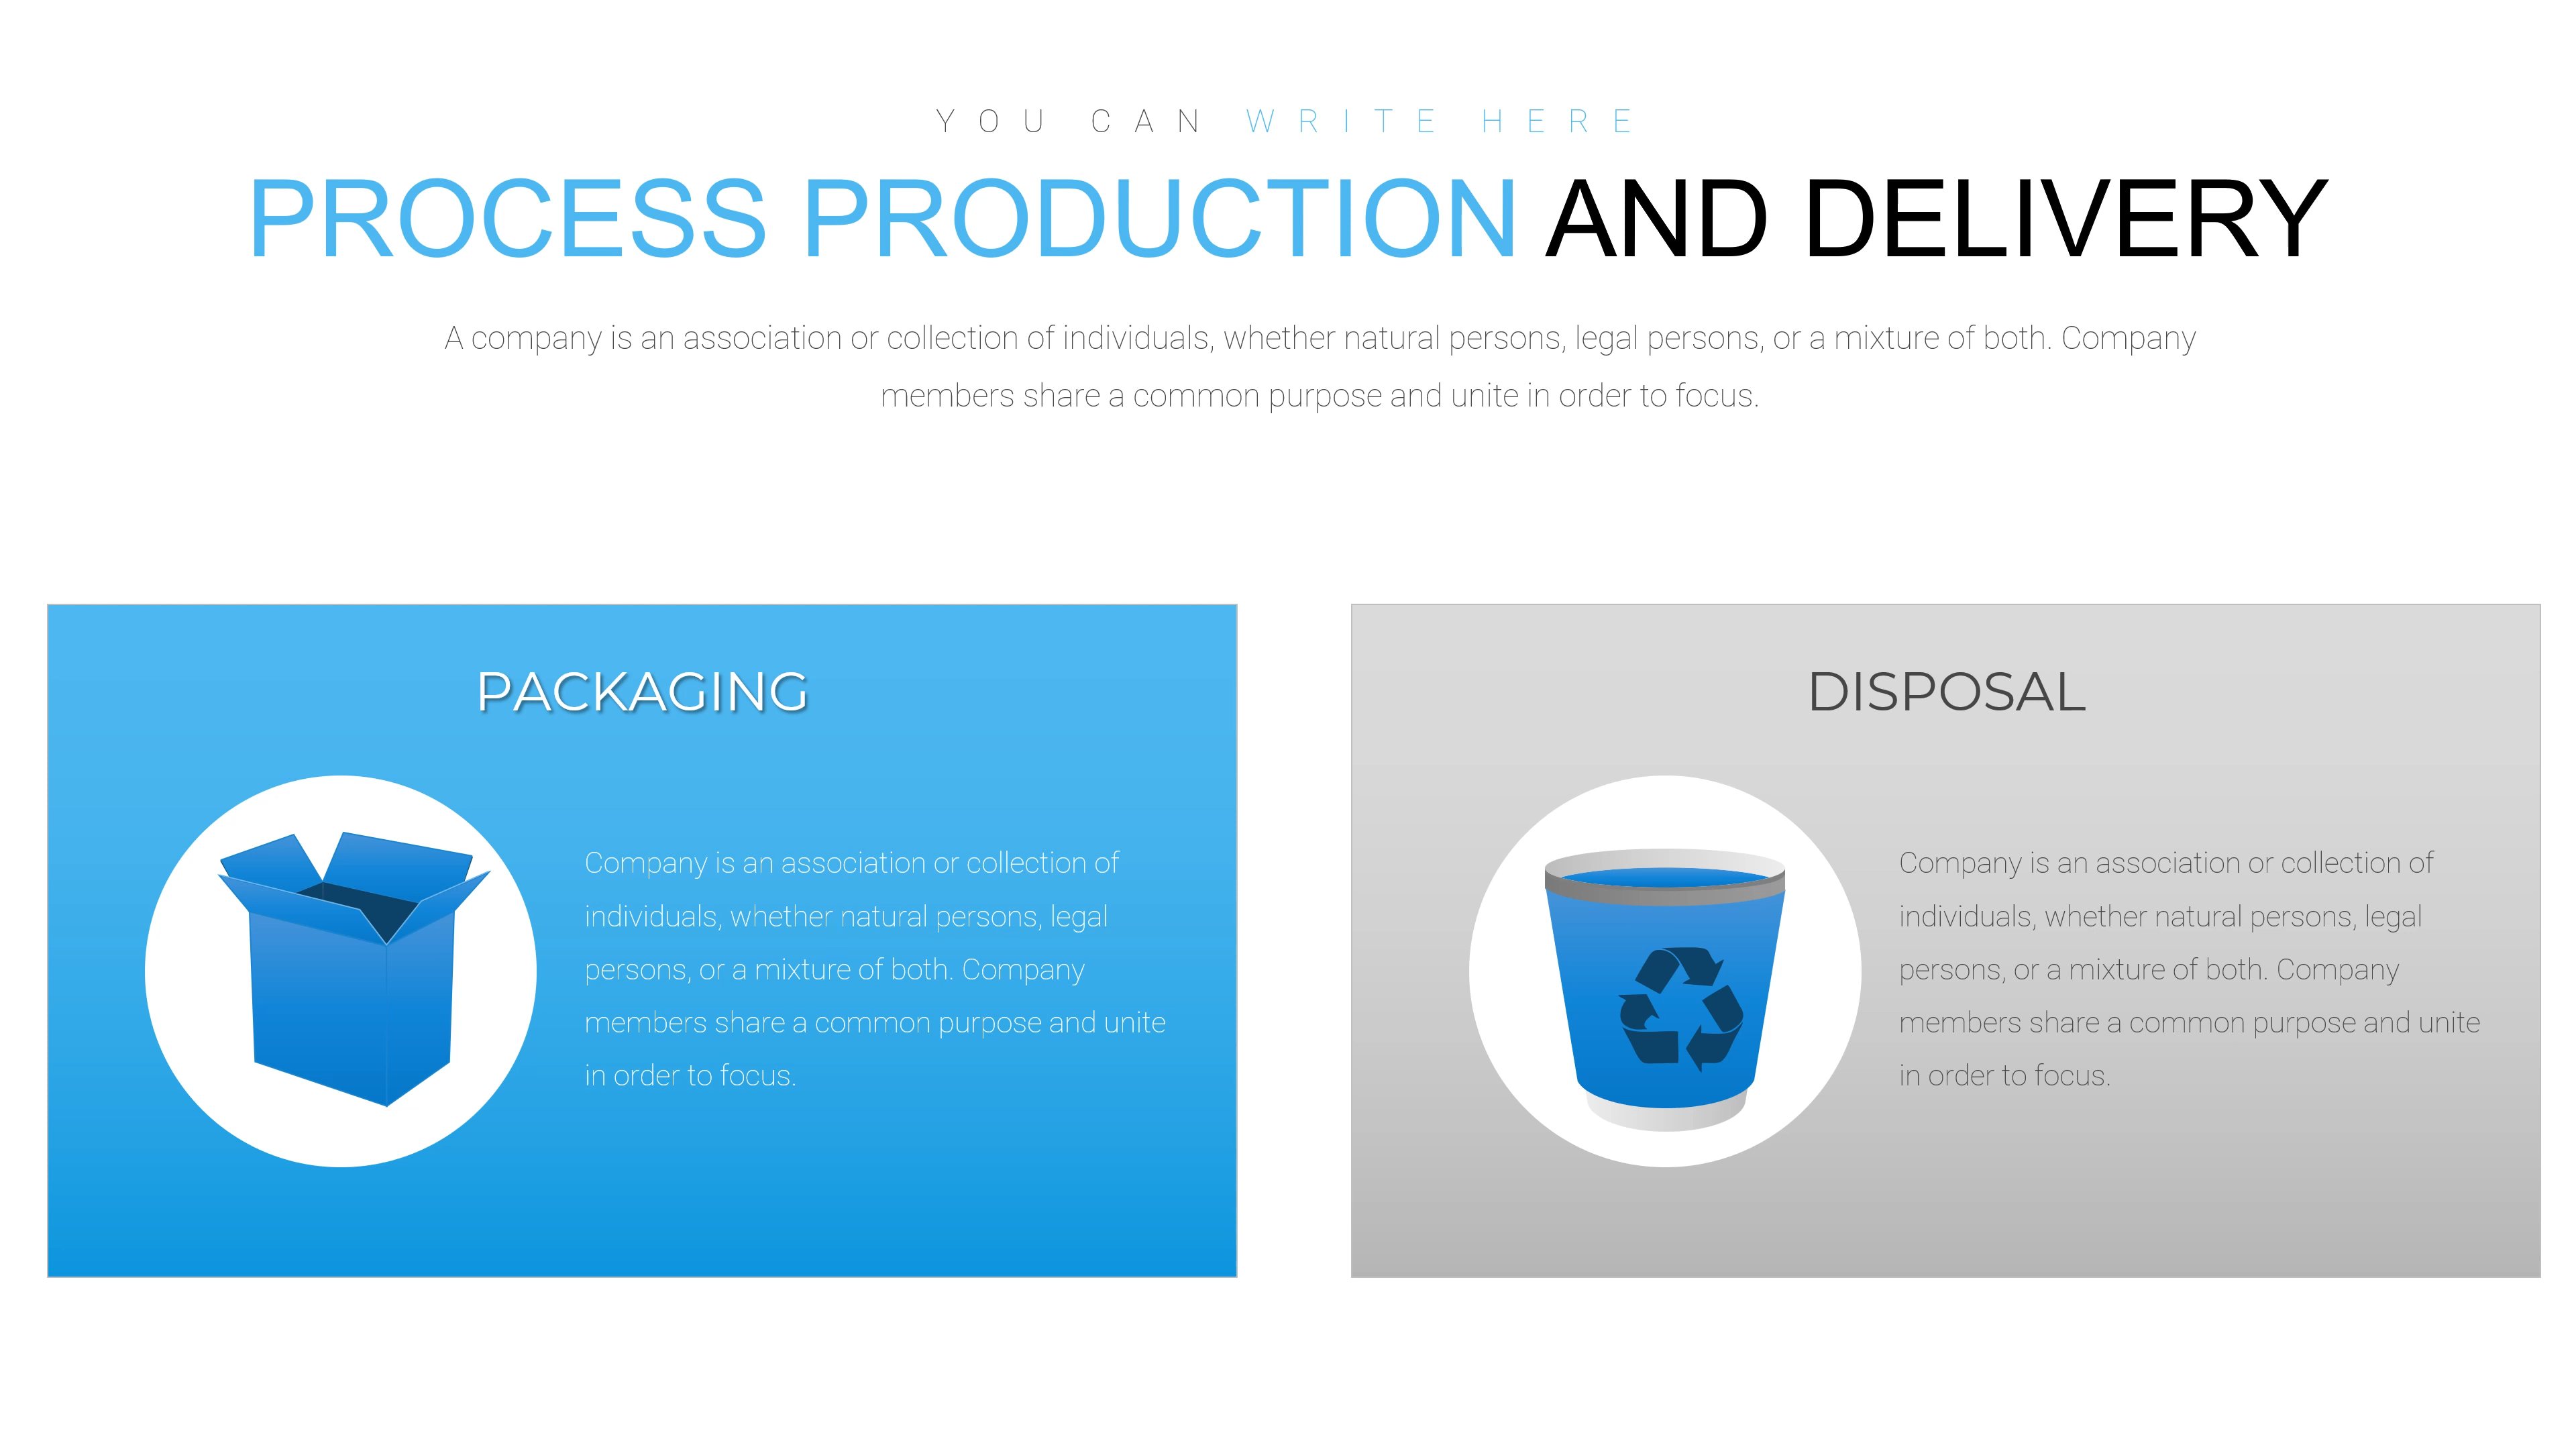 YOU CAN WRITE HERE
PROCESS PRODUCTION AND DELIVERY
A company is an association or collection of individuals, whether natural persons, legal persons, or a mixture of both. Company
members share a common purpose and unite in order to focus.
PACKAGING
Company is an association or collection of
individuals, whether natural persons, legal
persons, or a mixture of both. Company
members share a common purpose and unite
in order to focus.
DISPOSAL
Company is an association or collection of
individuals, whether natural persons, legal
persons, or a mixture of both. Company
members share a common purpose and unite
in order to focus.